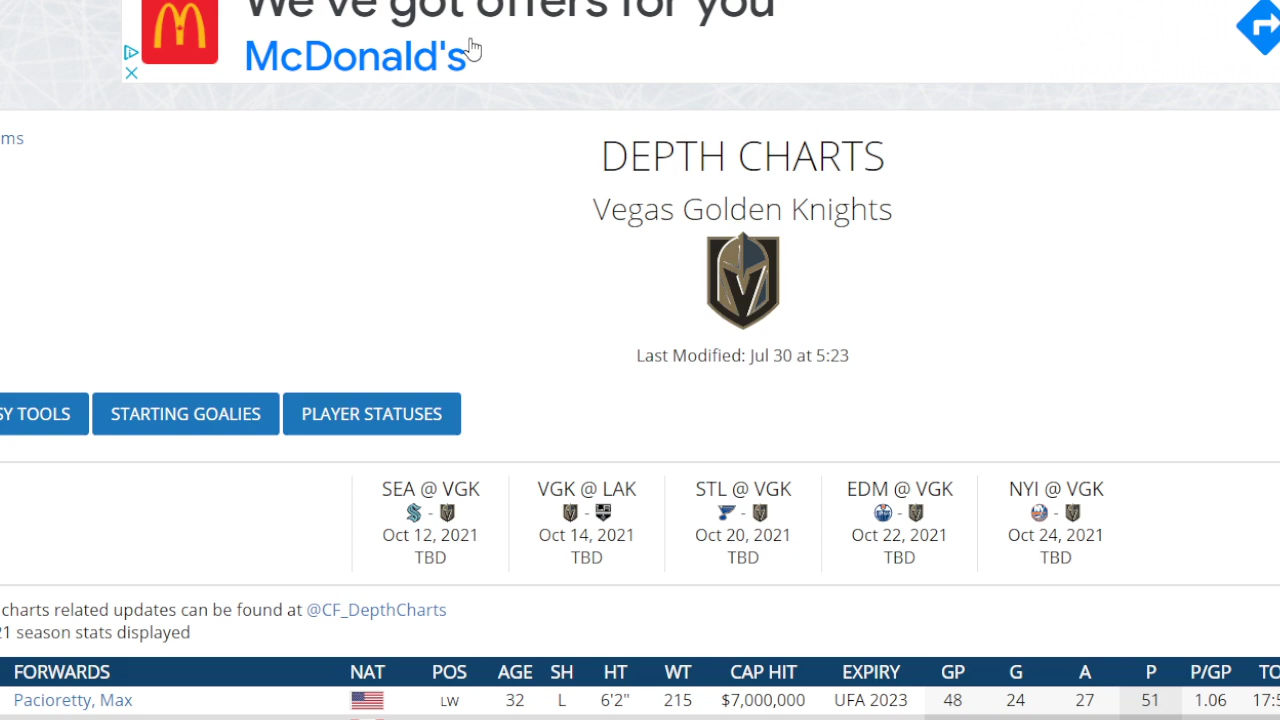 We've got offers for you
McDonald's
ms
DEPTH CHARTS
Vegas Golden Knights
Last Modified: Jul 30 at 5:23
SY TOOLS
STARTING GOALIES
PLAYER STATUSES
SEA @ VGK
VGK @ LAK
STL @ VGK
EDM @ VGK
NYI @ VGK
-
-
-
-
-
Oct 12, 2021
Oct 14, 2021
Oct 20, 2021
Oct 22, 2021
Oct 24, 2021
TBD
TBD
TBD
TBD
TBD
charts related updates can be found at @CF_DepthCharts
21 season stats displayed
FORWARDS NAT POS AGE SH HT WT CAP HIT EXPIRY GP G A P P/GP TO
Pacioretty, Max LW 32 L 6'2" 215 $7,000,000 UFA 2023 48 24 27 51 1.06 17:5